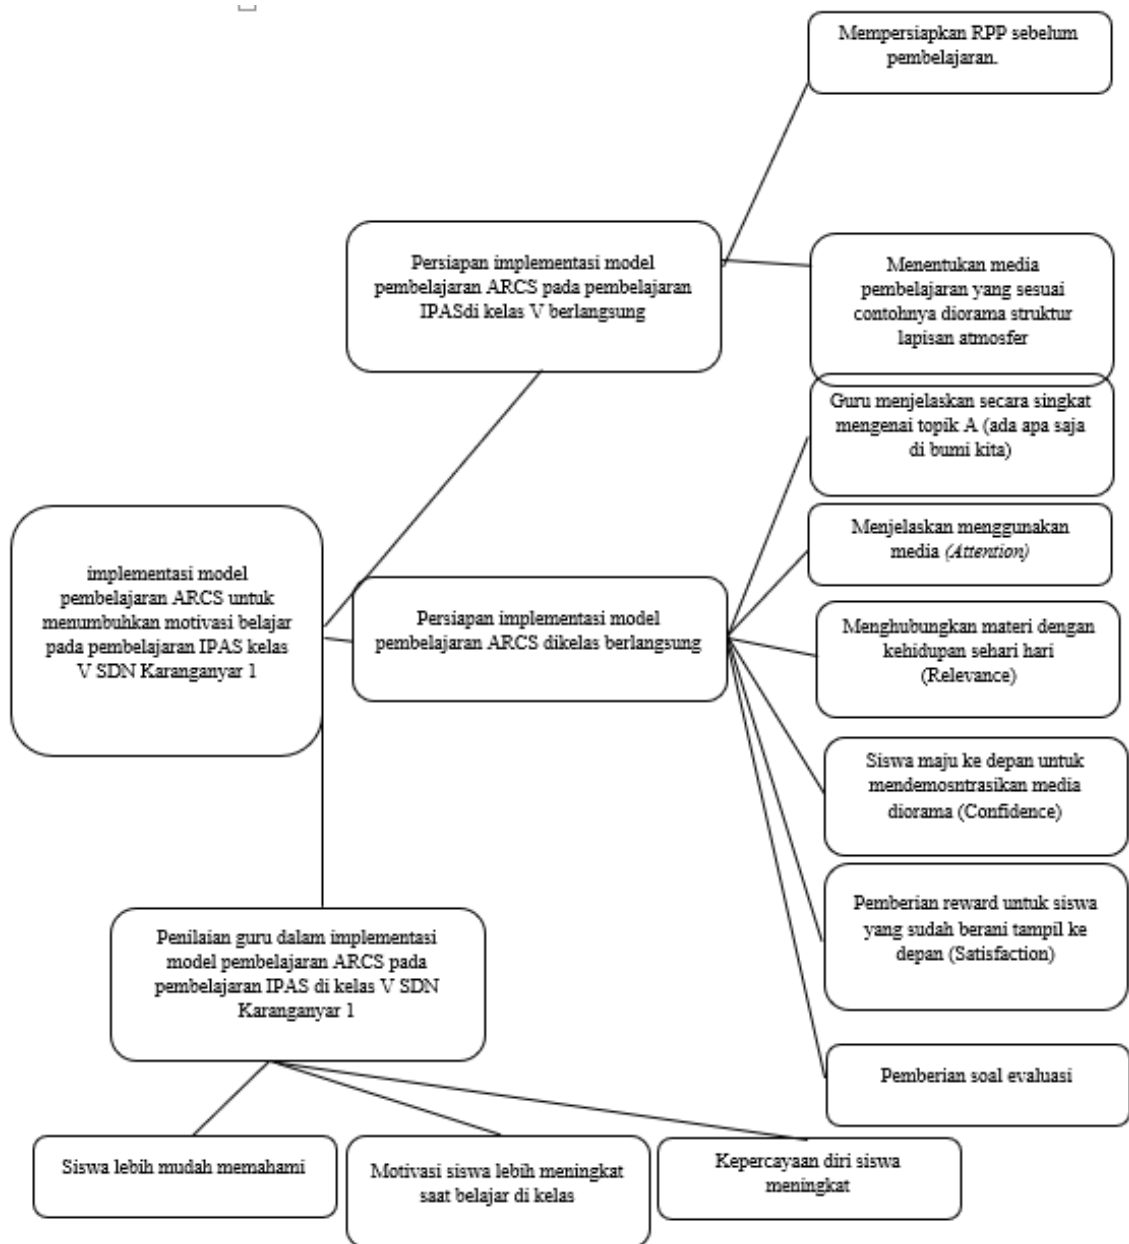 Mempersiapkan RPP sebelum
pembelajaran.
Persiapan implementasi model
pembelajaran ARCS pada pembelajaran
IPASdi kelas V berlangsung
Menentukan media
pembelajaran yang sesuai
contohnya diorama struktur
lapisan atmosfer
Guru menjelaskan secara singkat
mengenai topik A (ada apa saja
di bumi kita)
Menjelaskan menggunakan
media (Attention)
implementasi model
pembelajaran ARCS untuk
menumbuhkan motivasi belajar
pada pembelajaran IPAS kelas
V SDN Karanganyar 1
Persiapan implementasi model
pembelajaran ARCS dikelas berlangsung
Menghubungkan materi dengan
kehidupan sehari hari
(Relevance)
Siswa maju ke depan untuk
mendemosntrasikan media
diorama (Confidence)
Pemberian reward untuk siswa
yang sudah berani tampil ke
depan (Satisfaction)
Penilaian guru dalam implementasi
model pembelajaran ARCS pada
pembelajaran IPAS di kelas V SDN
Karanganyar 1
Pemberian soal evaluasi
Siswa lebih mudah memahami
Motivasi siswa lebih meningkat
saat belajar di kelas
Kepercayaan diri siswa
meningkat